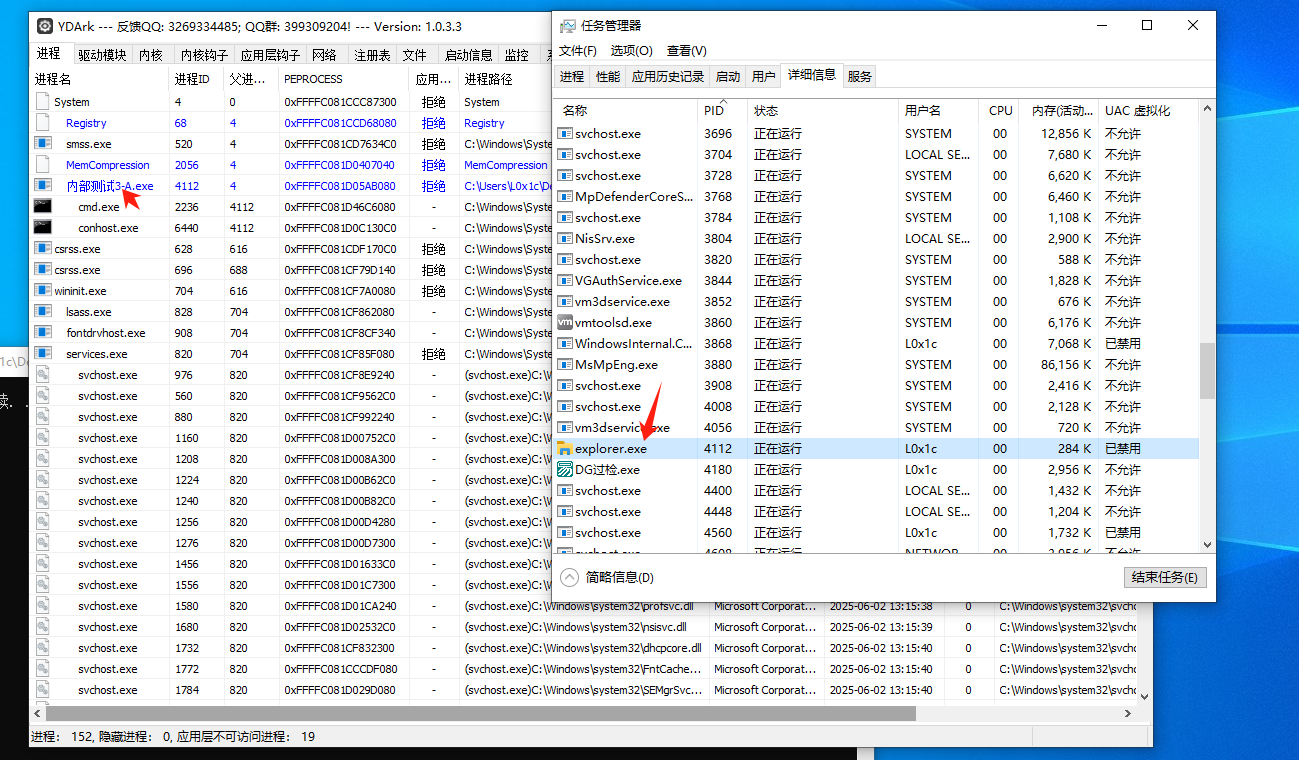 YDArk --- 反馈QQ: 3269334485; QQ群: 399309204! --- Version: 1.0.3.3
进程 驱动模块 内核 内核钩子 应用层钩子 网络 注册表 文件 启动信息 监控
进程名 进程ID 父进... PEPROCESS 应用... 进程路径
System 4 0 0xFFFFC081CCC87300 拒绝 System
Registry 68 4 0xFFFFC081CCD68080 拒绝 Registry
smss.exe 520 4 0xFFFFC081CD7634C0 拒绝 C:\Windows\Syste
MemCompression 2056 4 0xFFFFC081D0407040 拒绝 MemCompression
内部测试3-A.exe 4112 4 0xFFFFC081D05AB080 拒绝 C:\Users\L0x1c\De
cmd.exe 2236 4112 0xFFFFC081D46C6080 - C:\Windows\Syste
conhost.exe 6440 4112 0xFFFFC081D0C130C0 - C:\Windows\Syste
csrss.exe 628 616 0xFFFFC081CDF170C0 拒绝 C:\Windows\Syste
csrss.exe 696 688 0xFFFFC081CF79D140 拒绝 C:\Windows\Syste
wininit.exe 704 616 0xFFFFC081CF7A0080 拒绝 C:\Windows\Syste
lsass.exe 828 704 0xFFFFC081CF862080 - C:\Windows\Syste
fontdrvhost.exe 908 704 0xFFFFC081CF8CF340 - C:\Windows\Syste
services.exe 820 704 0xFFFFC081CF85F080 拒绝 C:\Windows\Syste
svchost.exe 976 820 0xFFFFC081CF8E9240 - (svchost.exe)C:\W
svchost.exe 560 820 0xFFFFC081CF9562C0 - (svchost.exe)C:\W
svchost.exe 880 820 0xFFFFC081CF992240 - (svchost.exe)C:\W
svchost.exe 1160 820 0xFFFFC081D00752C0 - (svchost.exe)C:\W
svchost.exe 1208 820 0xFFFFC081D008A300 - (svchost.exe)C:\W
svchost.exe 1224 820 0xFFFFC081D00B62C0 - (svchost.exe)C:\W
svchost.exe 1240 820 0xFFFFC081D00B82C0 - (svchost.exe)C:\W
svchost.exe 1256 820 0xFFFFC081D00D4280 - (svchost.exe)C:\W
svchost.exe 1276 820 0xFFFFC081D00D7300 - (svchost.exe)C:\W
svchost.exe 1456 820 0xFFFFC081D01633C0 - (svchost.exe)C:\W
svchost.exe 1556 820 0xFFFFC081D01C7300 - (svchost.exe)C:\W
svchost.exe 1580 820 0xFFFFC081D01CA240 - (svchost.exe)C:\Windows\system32\profsvc.dll Microsoft Corporat... 2025-06-02 13:15:38 0 C:\Windows\system32\svchc
svchost.exe 1680 820 0xFFFFC081D02532C0 - (svchost.exe)C:\Windows\system32\nsisvc.dll Microsoft Corporat... 2025-06-02 13:15:39 0 C:\Windows\system32\svchc
svchost.exe 1732 820 0xFFFFC081CF832300 - (svchost.exe)C:\Windows\system32\dhcpcore.dll Microsoft Corporat... 2025-06-02 13:15:40 0 C:\Windows\system32\svchc
svchost.exe 1772 820 0xFFFFC081CCCDF080 - (svchost.exe)C:\Windows\system32\FntCache... Microsoft Corporat... 2025-06-02 13:15:40 0 C:\Windows\system32\svchc
svchost.exe 1784 820 0xFFFFC081D029D080 - (svchost.exe)C:\Windows\system32\SEMgrSvc... Microsoft Corporat... 2025-06-02 13:15:40 0 C:\Windows\system32\svchc
进程: 152, 隐藏进程: 0, 应用层不可访问进程: 19
任务管理器
文件(F) 选项(O) 查看(V)
进程 性能 应用历史记录 启动 用户 详细信息 服务
名称 PID 状态 用户名 CPU 内存(活动... UAC 虚拟化
svchost.exe 3696 正在运行 SYSTEM 00 12,856 K 不允许
svchost.exe 3704 正在运行 LOCAL SE... 00 7,680 K 不允许
svchost.exe 3728 正在运行 SYSTEM 00 6,620 K 不允许
MpDefenderCoreS... 3768 正在运行 SYSTEM 00 6,460 K 不允许
svchost.exe 3784 正在运行 SYSTEM 00 1,108 K 不允许
NisSrv.exe 3804 正在运行 LOCAL SE... 00 2,900 K 不允许
svchost.exe 3820 正在运行 SYSTEM 00 588 K 不允许
VGAuthService.exe 3844 正在运行 SYSTEM 00 1,828 K 不允许
vm3dservice.exe 3852 正在运行 SYSTEM 00 676 K 不允许
vmtoolsd.exe 3860 正在运行 SYSTEM 00 6,176 K 不允许
WindowsInternal.C... 3868 正在运行 L0x1c 00 7,068 K 已禁用
MsMpEng.exe 3880 正在运行 SYSTEM 00 86,156 K 不允许
svchost.exe 3908 正在运行 SYSTEM 00 2,416 K 不允许
svchost.exe 4008 正在运行 SYSTEM 00 2,128 K 不允许
vm3dservice.exe 4056 正在运行 SYSTEM 00 720 K 不允许
explorer.exe 4112 正在运行 L0x1c 00 284 K 已禁用
DG过检.exe 4180 正在运行 L0x1c 00 2,956 K 不允许
svchost.exe 4400 正在运行 LOCAL SE... 00 1,432 K 不允许
svchost.exe 4448 正在运行 LOCAL SE... 00 1,204 K 不允许
svchost.exe 4560 正在运行 L0x1c 00 1,732 K 已禁用
简略信息(D)
结束任务(E)